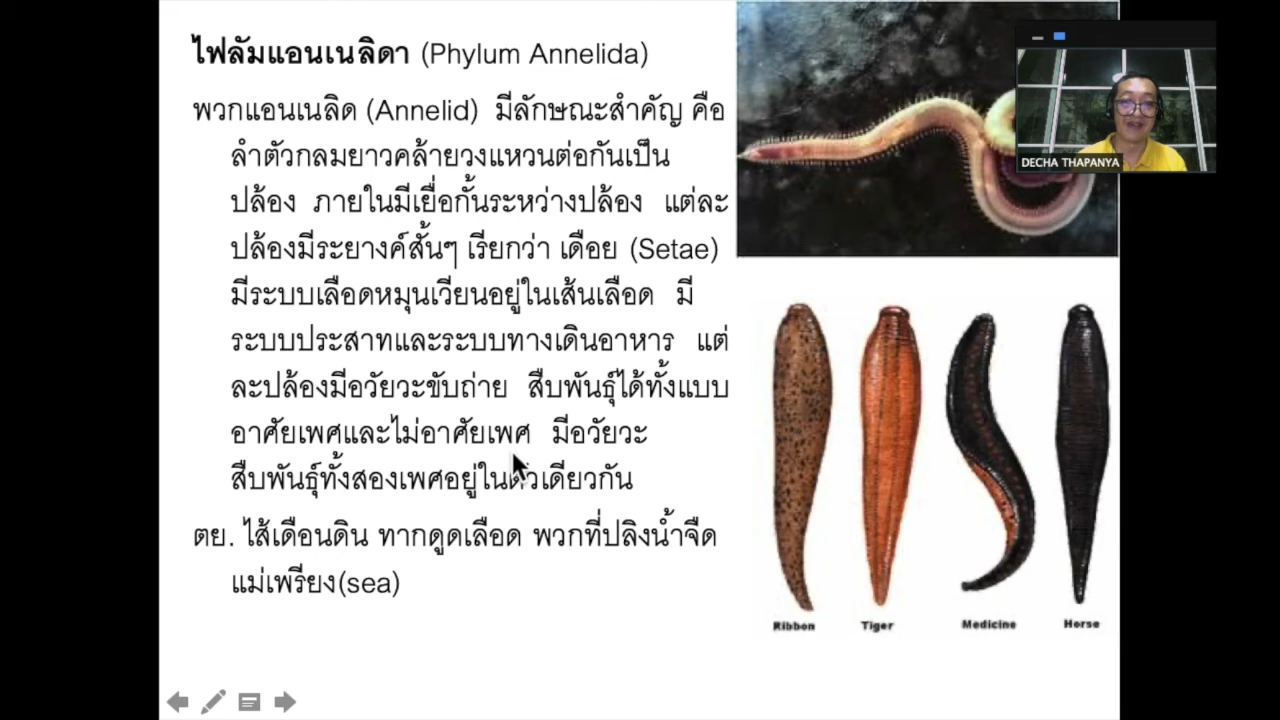 ไฟลัมแอนเนลิดา (Phylum Annelida)
พวกแอนเนลิด (Annelid) มีลักษณะสำคัญ คือ
ลำตัวกลมยาวคล้ายวงแหวนต่อกันเป็น
ปล้อง ภายในมีเยื่อกั้นระหว่างปล้อง แต่ละ
ปล้องมีระยางค์สั้นๆ เรียกว่า เดือย (Setae)
มีระบบเลือดหมุนเวียนอยู่ในเส้นเลือด มี
ระบบประสาทและระบบทางเดินอาหาร แต่
ละปล้องมีอวัยวะขับถ่าย สืบพันธุ์ได้ทั้งแบบ
อาศัยเพศและไม่อาศัยเพศ มีอวัยวะ
สืบพันธุ์ทั้งสองเพศอยู่ในตัวเดียวกัน
ตย. ไส้เดือนดิน ทากดูดเลือด พวกที่ปลิงน้ำจืด
แม่เพรียง(sea)
DECHA THAPANYA
Ribbon Tiger Medicine Horse